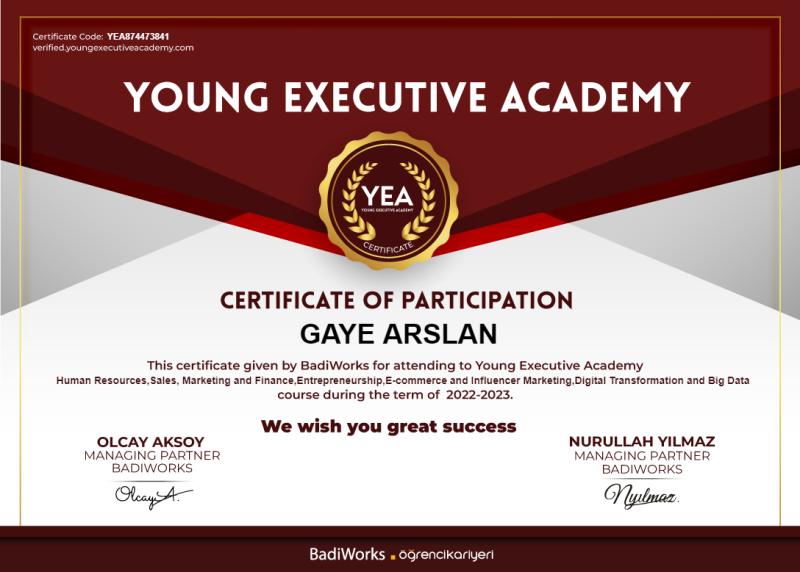 Certificate Code: YEA874473841
verified.youngexecutiveacademy.com
YOUNG EXECUTIVE ACADEMY
YEA
YOUNG EXECUTIVE ACADEMY
CERTIFICATE
CERTIFICATE OF PARTICIPATION
GAYE ARSLAN
This certificate given by BadiWorks for attending to Young Executive Academy
Human Resources,Sales, Marketing and Finance,Entrepreneurship,E-commerce and Influencer Marketing,Digital Transformation and Big Data
course during the term of 2022-2023.
We wish you great success
OLCAY AKSOY
MANAGING PARTNER
BADIWORKS
OlcayA.
NURULLAH YILMAZ
MANAGING PARTNER
BADIWORKS
Nyılmaz.
BadiWorks öğrencikariyeri